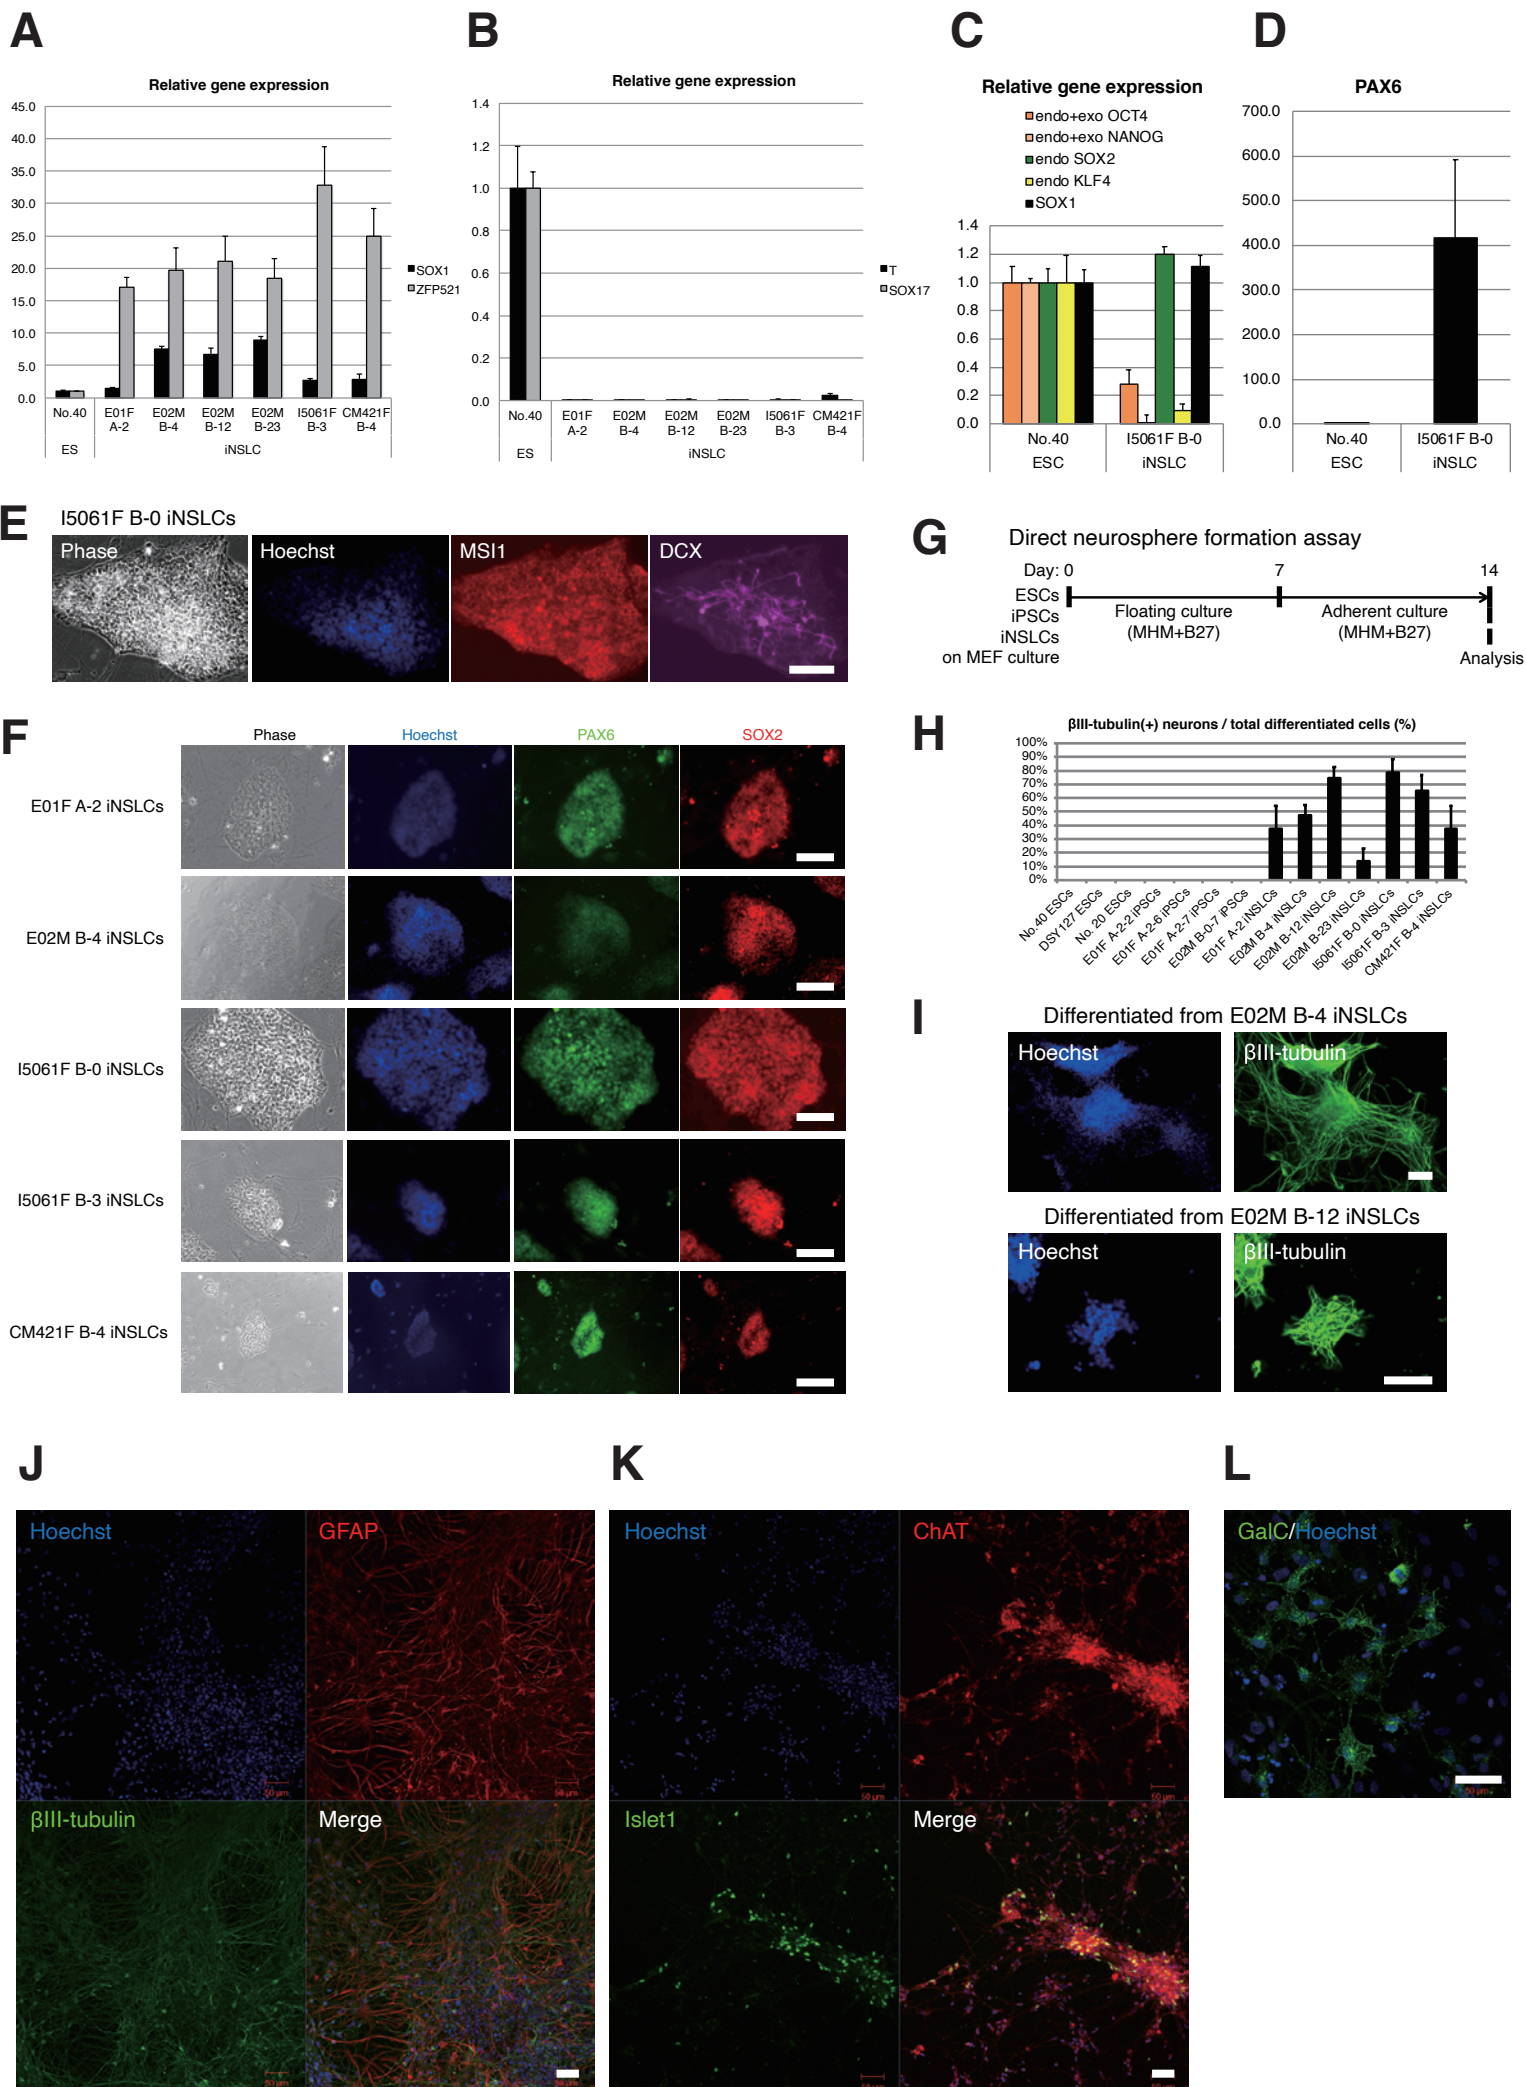 A
Relative gene expression
45.0
40.0
35.0
30.0
25.0
20.0
15.0
10.0
5.0
0.0
SOX1
ZFP521
No.40 E01F E02M E02M E02M I5061F CM421F
A-2 B-4 B-12 B-23 B-3 B-4
ES iNSLC
B
Relative gene expression
1.4
1.2
1.0
0.8
0.6
0.4
0.2
0.0
T
SOX17
No.40 E01F E02M E02M E02M I5061F CM421F
A-2 B-4 B-12 B-23 B-3 B-4
ES iNSLC
C
Relative gene expression
endo+exo OCT4
endo+exo NANOG
endo SOX2
endo KLF4
SOX1
1.4
1.2
1.0
0.8
0.6
0.4
0.2
0.0
No.40 I5061F B-0
ESC iNSLC
D
PAX6
700.0
600.0
500.0
400.0
300.0
200.0
100.0
0.0
No.40 I5061F B-0
ESC iNSLC
E
I5061F B-0 iNSLCs
Phase Hoechst MSI1 DCX
F
Phase Hoechst PAX6 SOX2
E01F A-2 iNSLCs
E02M B-4 iNSLCs
I5061F B-0 iNSLCs
I5061F B-3 iNSLCs
CM421F B-4 iNSLCs
G
Direct neurosphere formation assay
Day: 0 7 14
ESCs
iPSCs
iNSLCs
on MEF culture
Floating culture
(MHM+B27)
Adherent culture
(MHM+B27)
Analysis
H
βIII-tubulin(+) neurons / total differentiated cells (%)
100%
90%
80%
70%
60%
50%
40%
30%
20%
10%
0%
No.40 ESCs
DSY127 ESCs
No. 20 ESCs
E01F A-2-2 iPSCs
E01F A-2-6 iPSCs
E01F A-2-7 iPSCs
E02M B-0-7 iPSCs
E01F A-2 iNSLCs
E02M B-4 iNSLCs
E02M B-12 iNSLCs
E02M B-23 iNSLCs
I5061F B-0 iNSLCs
I5061F B-3 iNSLCs
CM421F B-4 iNSLCs
I
Differentiated from E02M B-4 iNSLCs
Hoechst βIII-tubulin
Differentiated from E02M B-12 iNSLCs
Hoechst βIII-tubulin
J
Hoechst GFAP
50 µm 50 µm
βIII-tubulin Merge
50 µm
K
Hoechst ChAT
50 µm 50 µm
Islet1 Merge
50 µm
L
GalC/Hoechst